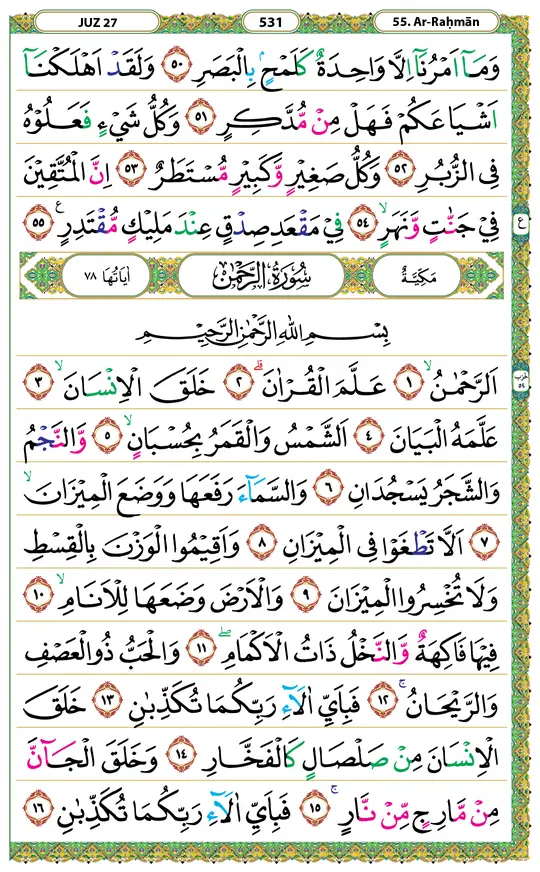 JUZ 27 531 55. Ar-Raḥmān
وَمَآ اَمْرُنَآ اِلَّا وَاحِدَةٌ كَلَمْحٍۢ بِالْبَصَرِ ٥٠ وَلَقَدْ اَهْلَكْنَآ
اَشْيَاعَكُمْ فَهَلْ مِنْ مُّدَّكِرٍ ٥١ وَكُلُّ شَيْءٍ فَعَلُوْهُ
فِى الزُّبُرِ ٥٢ وَكُلُّ صَغِيْرٍ وَّكَبِيْرٍ مُّسْتَطَرٌ ٥٣ اِنَّ الْمُتَّقِيْنَ
فِيْ جَنّٰتٍ وَّنَهَرٍۙ ٥٤ فِيْ مَقْعَدِ صِدْقٍ عِنْدَ مَلِيْكٍ مُّقْتَدِرٍ ࣖ ٥٥
ع
مَكِّيَّةٌ سُوْرَةُ الرَّحْمٰنِ اٰيَاتُهَا ٧٨
بِسْمِ اللّٰهِ الرَّحْمٰنِ الرَّحِيْمِ
اَلرَّحْمٰنُۙ ١ عَلَّمَ الْقُرْاٰنَۗ ٢ خَلَقَ الْاِنْسَانَۙ ٣
حزب ٥٤
عَلَّمَهُ الْبَيَانَ ٤ اَلشَّمْسُ وَالْقَمَرُ بِحُسْبَانٍۙ ٥ وَّالنَّجْمُ
وَالشَّجَرُ يَسْجُدَانِ ٦ وَالسَّمَاۤءَ رَفَعَهَا وَوَضَعَ الْمِيْزَانَۙ
٧ اَلَّا تَطْغَوْا فِى الْمِيْزَانِ ٨ وَاَقِيْمُوا الْوَزْنَ بِالْقِسْطِ
وَلَا تُخْسِرُوا الْمِيْزَانَ ٩ وَالْاَرْضَ وَضَعَهَا لِلْاَنَامِۙ ١٠
فِيْهَا فَاكِهَةٌ وَّالنَّخْلُ ذَاتُ الْاَكْمَامِۖ ١١ وَالْحَبُّ ذُو الْعَصْفِ
وَالرَّيْحَانُۚ ١٢ فَبِاَيِّ اٰلَاۤءِ رَبِّكُمَا تُكَذِّبٰنِ ١٣ خَلَقَ
الْاِنْسَانَ مِنْ صَلْصَالٍ كَالْفَخَّارِ ١٤ وَخَلَقَ الْجَاۤنَّ
مِنْ مَّارِجٍ مِّنْ نَّارٍۚ ١٥ فَبِاَيِّ اٰلَاۤءِ رَبِّكُمَا تُكَذِّبٰنِ ١٦